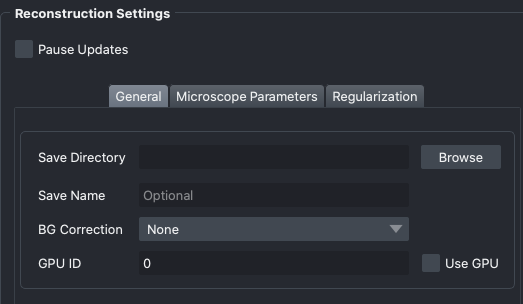 Reconstruction Settings
Pause Updates
General Microscope Parameters Regularization
Save Directory Browse
Save Name Optional
BG Correction None
GPU ID 0 Use GPU